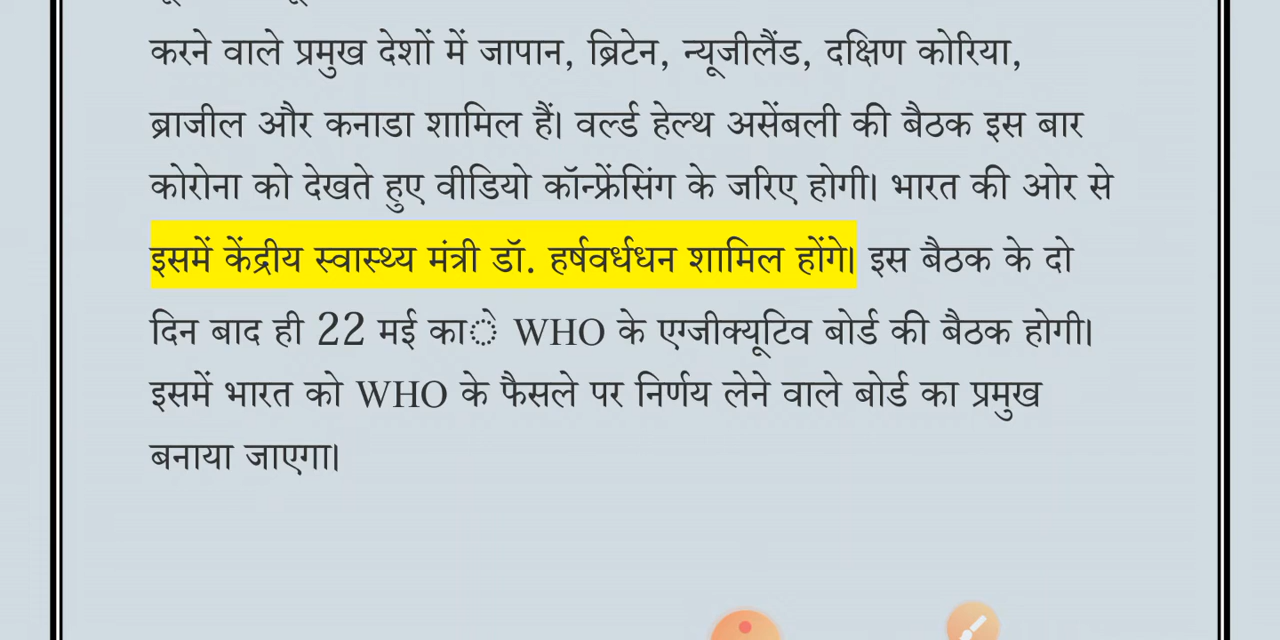 करने वाले प्रमुख देशों में जापान, ब्रिटेन, न्यूजीलैंड, दक्षिण कोरिया,
ब्राजील और कनाडा शामिल हैं। वर्ल्ड हेल्थ असेंबली की बैठक इस बार
कोरोना को देखते हुए वीडियो कॉन्फ्रेंसिंग के जरिए होगी। भारत की ओर से
इसमें केंद्रीय स्वास्थ्य मंत्री डॉ. हर्षवर्धधन शामिल होंगे। इस बैठक के दो
दिन बाद ही 22 मई काे WHO के एग्जीक्यूटिव बोर्ड की बैठक होगी।
इसमें भारत को WHO के फैसले पर निर्णय लेने वाले बोर्ड का प्रमुख
बनाया जाएगा।